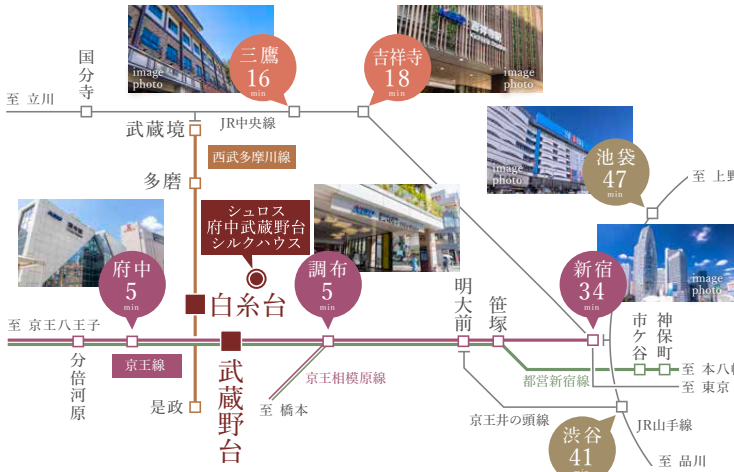 三鷹
16
min
吉祥寺
18
min
image
photo
image
photo
国分寺
至 立川
JR中央線
武蔵境
西武多摩川線
多磨
池袋
47
min
image
photo
至 上野
シュロス
府中武蔵野台
シルクハウス
府中
5
min
調布
5
min
新宿
34
min
image
photo
白糸台
明大前
笹塚
市ケ谷
神保町
至 京王八王子
分倍河原
京王線
武蔵野台
京王相模原線
都営新宿線
至 本八幡
至 東京
是政
至 橋本
京王井の頭線
渋谷
41
JR山手線
至 品川